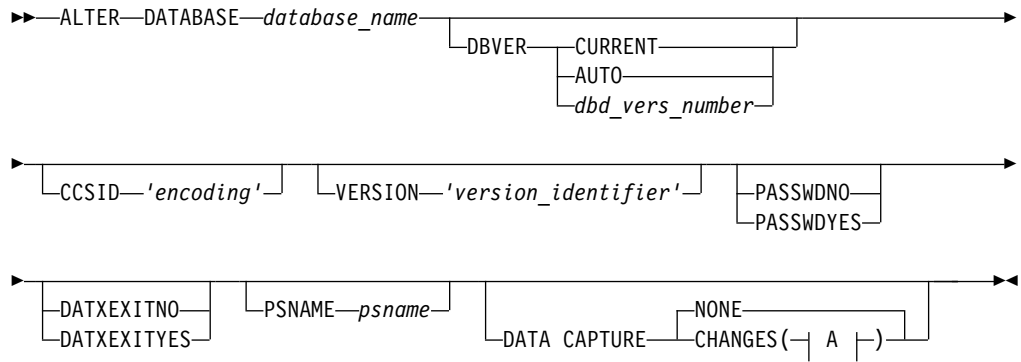 ALTER DATABASE database_name
DBVER CURRENT
AUTO
dbd_vers_number
CCSID 'encoding' VERSION 'version_identifier' PASSWDNO
PASSWDYES
DATXEXITNO PSNAME psname NONE
DATXEXITYES DATA CAPTURE CHANGES( A )